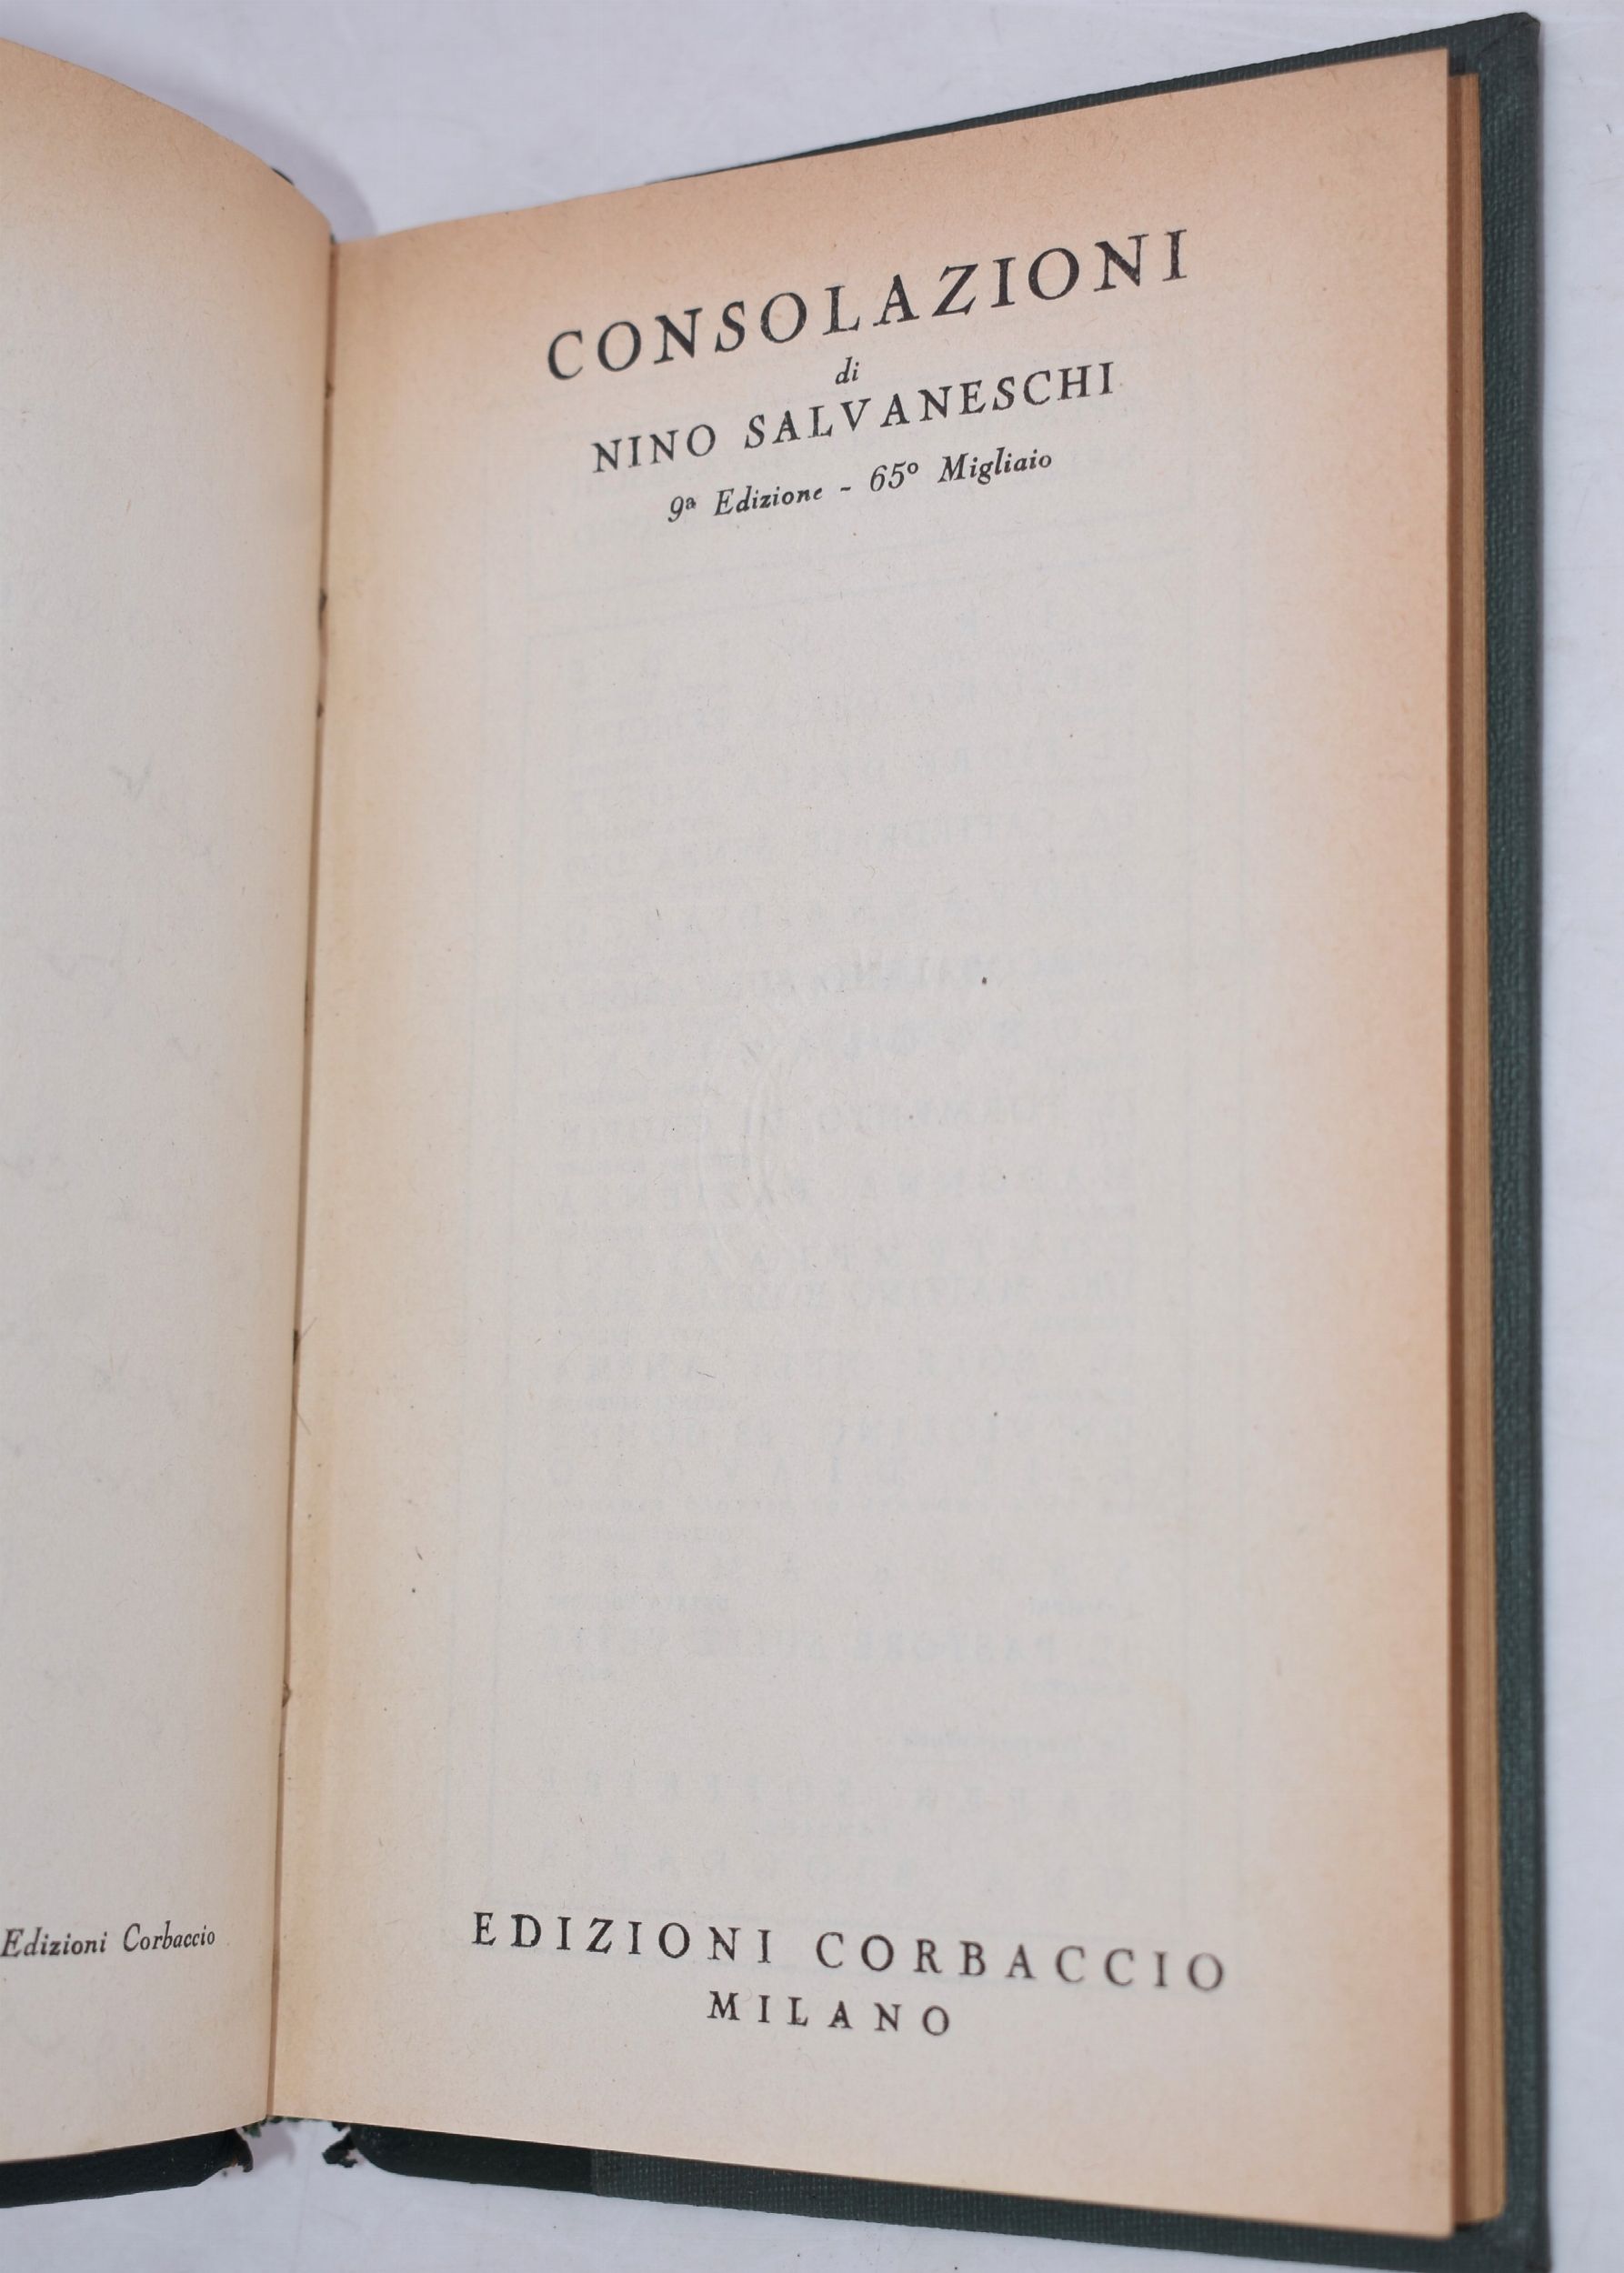 Edizioni Corbaccio
CONSOLAZIONI
di
NINO SALVANESCHI
9ª Edizione - 65º Migliaio
EDIZIONI CORBACCIO
MILANO